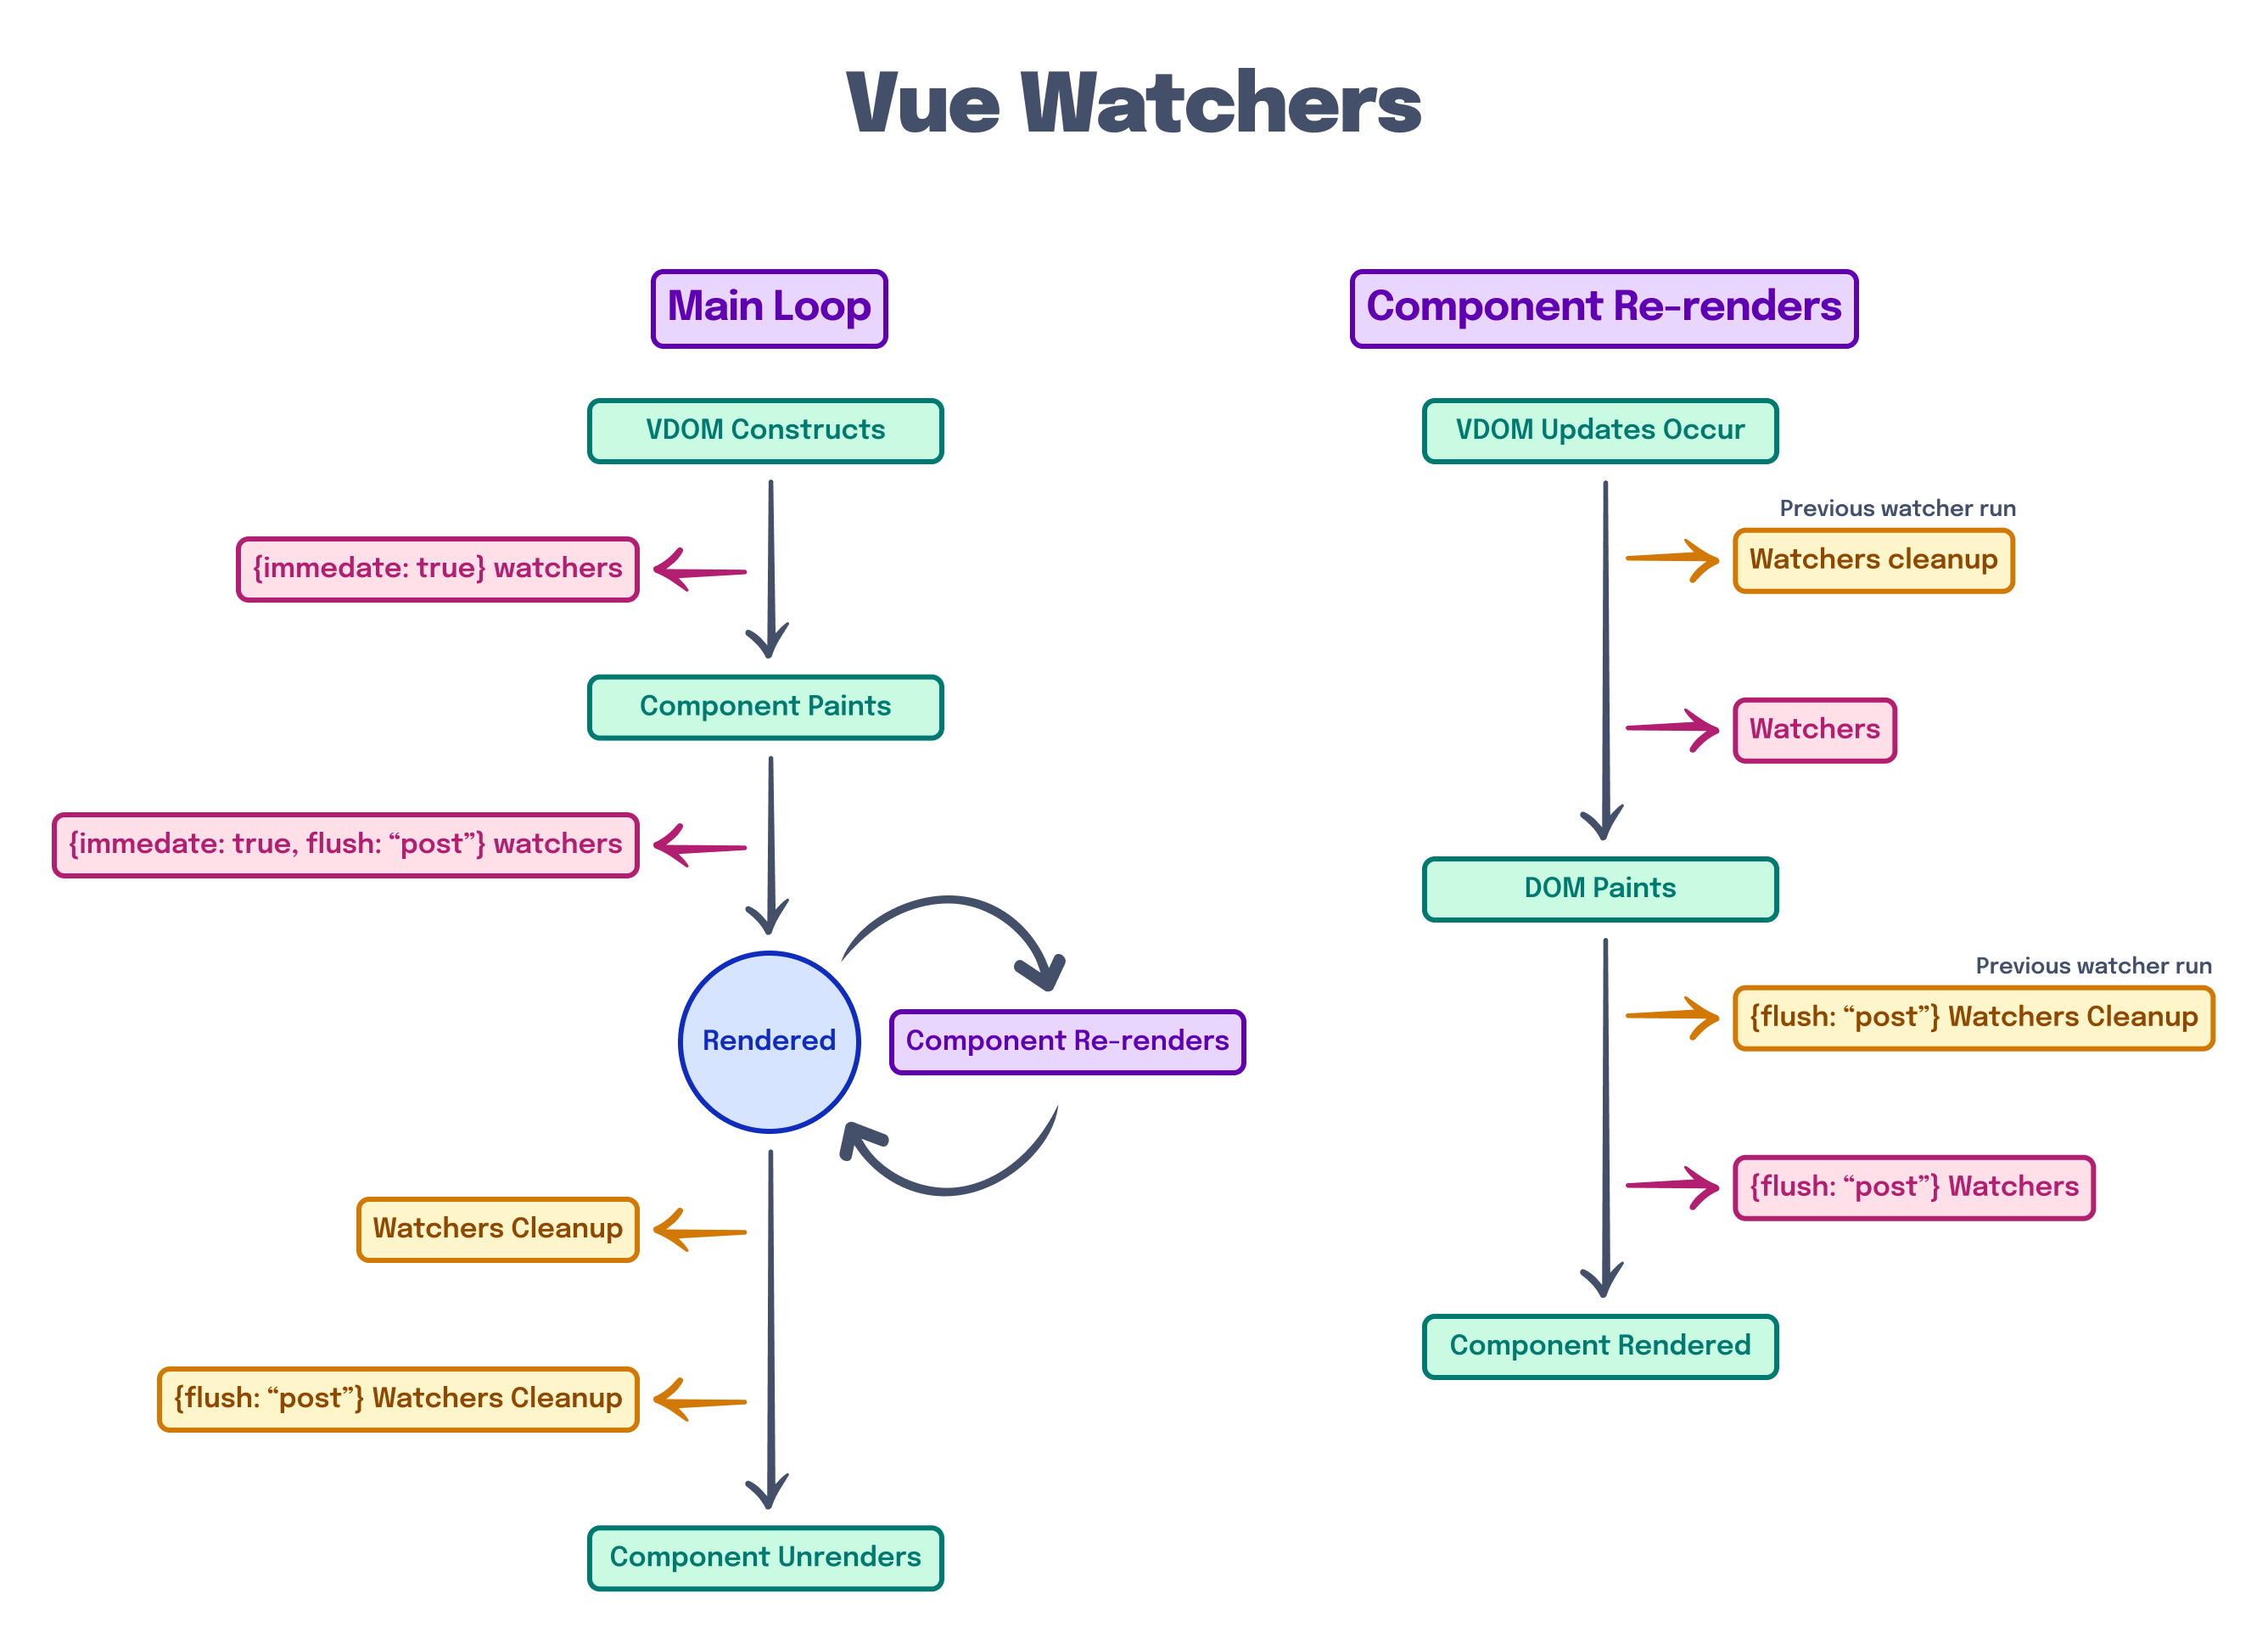 Vue Watchers
Main Loop
VDOM Constructs
{immedate: true} watchers
Component Paints
{immedate: true, flush: “post”} watchers
Rendered
Component Re-renders
Watchers Cleanup
{flush: “post”} Watchers Cleanup
Component Unrenders
Component Re-renders
VDOM Updates Occur
Previous watcher run
Watchers cleanup
Watchers
DOM Paints
Previous watcher run
{flush: “post”} Watchers Cleanup
{flush: “post”} Watchers
Component Rendered